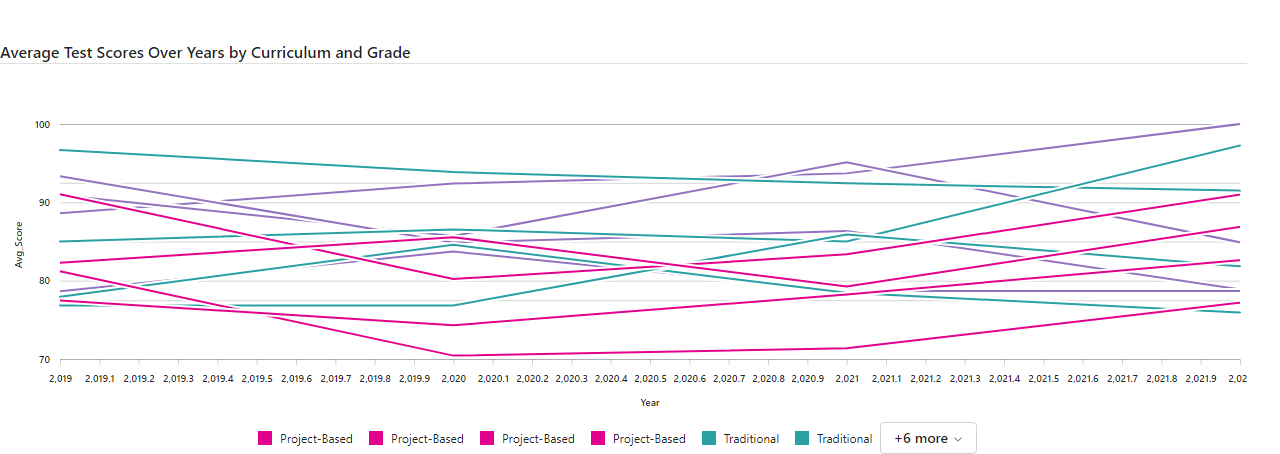 Average Test Scores Over Years by Curriculum and Grade
100
90
80
70
Avg. Score
2,019 2,019.1 2,019.2 2,019.3 2,019.4 2,019.5 2,019.6 2,019.7 2,019.8 2,019.9 2,020 2,020.1 2,020.2 2,020.3 2,020.4 2,020.5 2,020.6 2,020.7 2,020.8 2,020.9 2,021 2,021.1 2,021.2 2,021.3 2,021.4 2,021.5 2,021.6 2,021.7 2,021.8 2,021.9 2,02
Year
Project-Based Project-Based Project-Based Project-Based Traditional Traditional +6 more